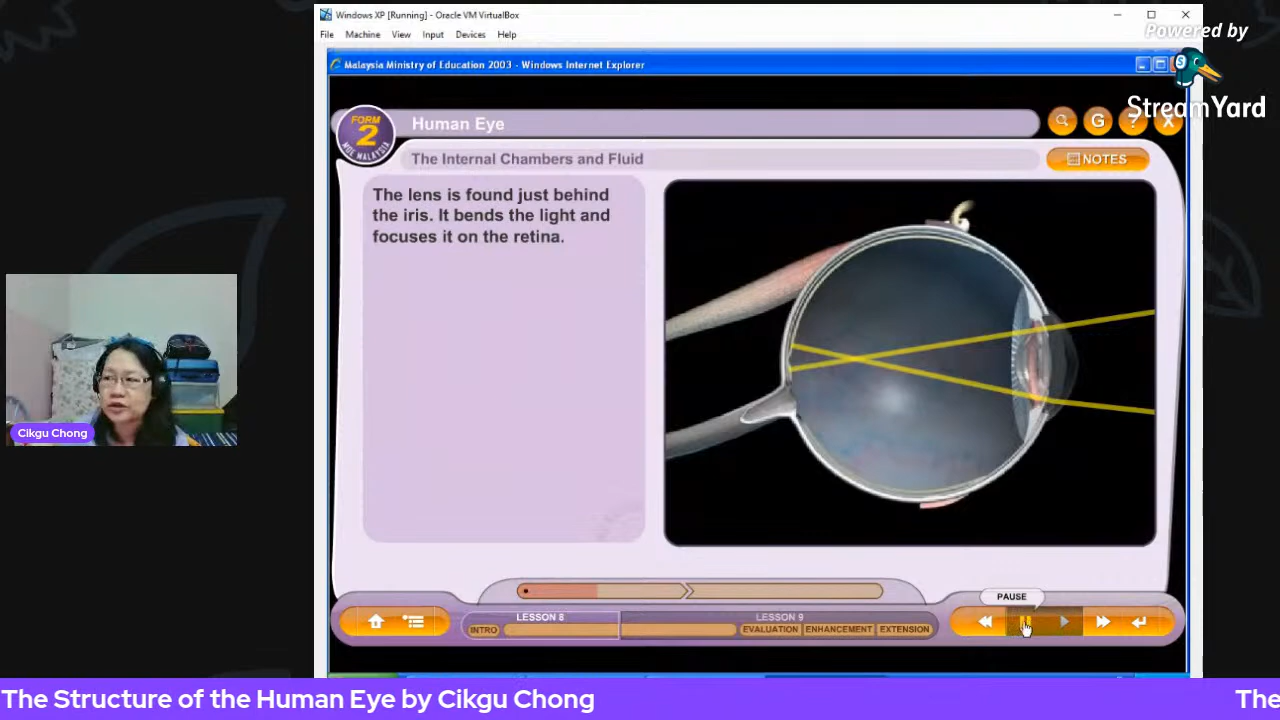 Windows XP [Running] - Oracle VM VirtualBox
File Machine View Input Devices Help
Powered by
StreamYard
Malaysia Ministry of Education 2003 - Windows Internet Explorer
FORM
2
MOE MALAYSIA
Human Eye
G ? X
The Internal Chambers and Fluid
NOTES
The lens is found just behind
the iris. It bends the light and
focuses it on the retina.
Cikgu Chong
PAUSE
LESSON 8
LESSON 9
INTRO
EVALUATION ENHANCEMENT EXTENSION
The Structure of the Human Eye by Cikgu Chong
The